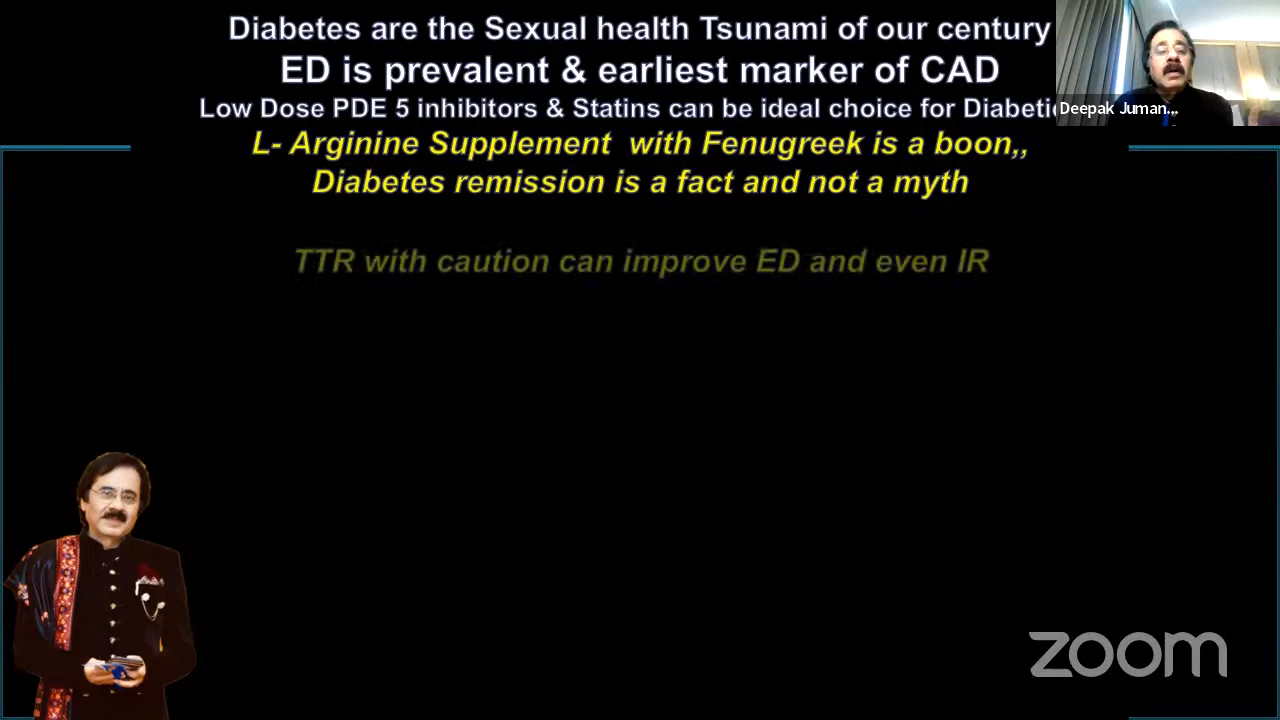 Diabetes are the Sexual health Tsunami of our century
ED is prevalent & earliest marker of CAD
Low Dose PDE 5 inhibitors & Statins can be ideal choice for
L- Arginine Supplement with Fenugreek is a boon,,
Diabetes remission is a fact and not a myth
TTR with caution can improve ED and even IR
Deepak Juman...
zoom